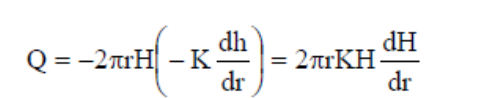 Q = −2πrH(− K dh/dr) = 2πrKH dH/dr